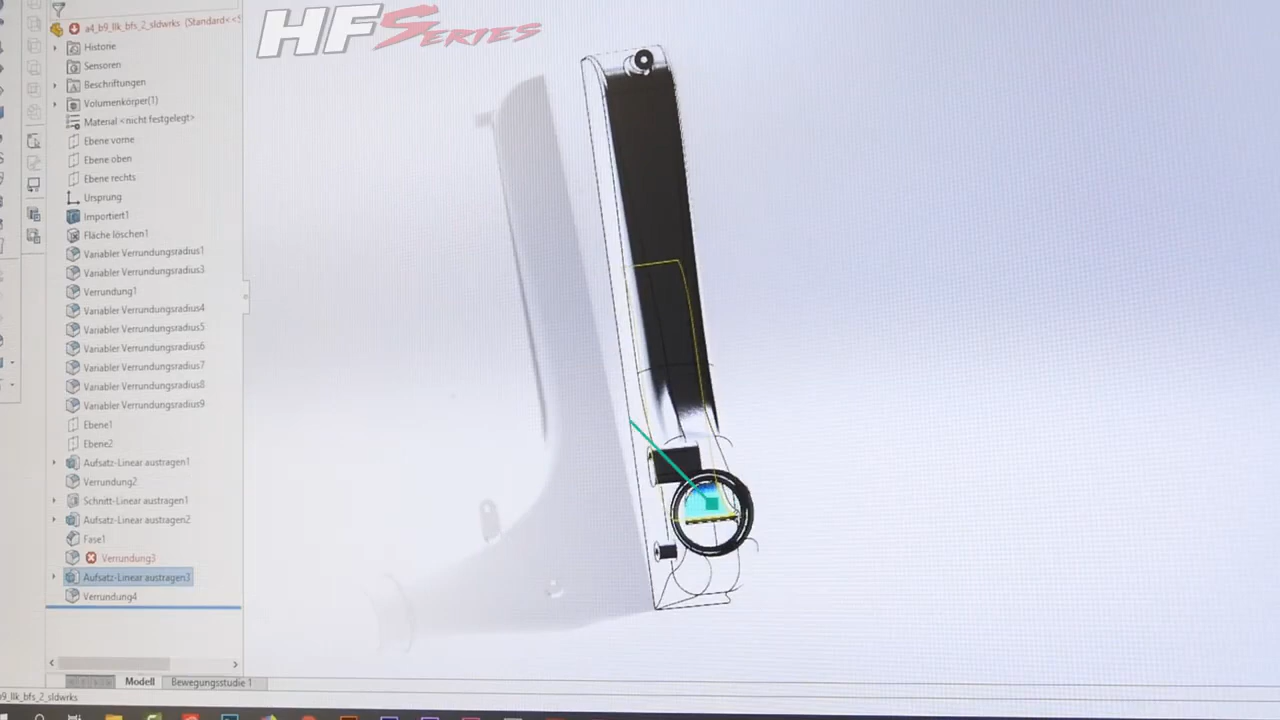 HFSERIES
a4_b9_llk_bfs_2_sldwrks (Standard<<S
Historie
Sensoren
Beschriftungen
Volumenkörper(1)
Material <nicht festgelegt>
Ebene vorne
Ebene oben
Ebene rechts
Ursprung
Importiert1
Fläche löschen1
Variabler Verrundungsradius1
Variabler Verrundungsradius3
Verrundung1
Variabler Verrundungsradius4
Variabler Verrundungsradius5
Variabler Verrundungsradius6
Variabler Verrundungsradius7
Variabler Verrundungsradius8
Variabler Verrundungsradius9
Ebene1
Ebene2
Aufsatz-Linear austragen1
Verrundung2
Schnitt-Linear austragen1
Aufsatz-Linear austragen2
Fase1
Verrundung3
Aufsatz-Linear austragen3
Verrundung4
Modell
Bewegungsstudie 1
b9_llk_bfs_2_sldwrks